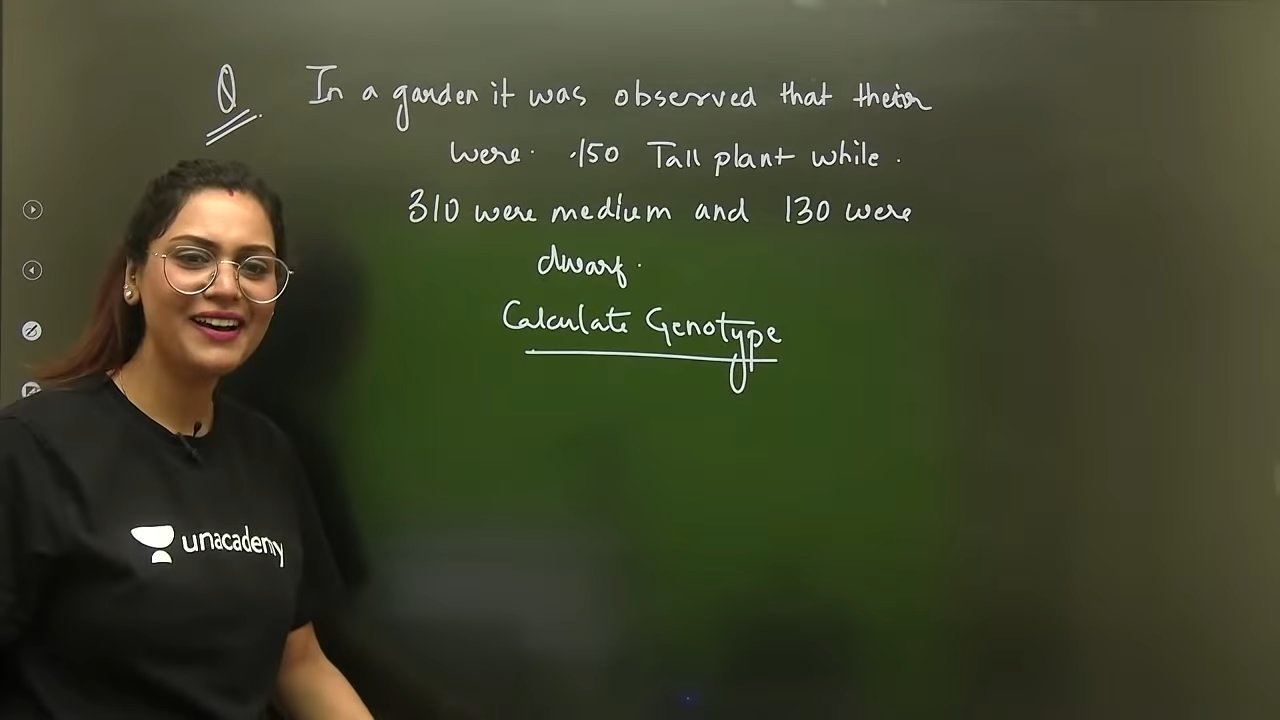 Q In a garden it was observed that their
were 150 Tall plant while
310 were medium and 130 were
dwarf.
Calculate Genotype
unacademy